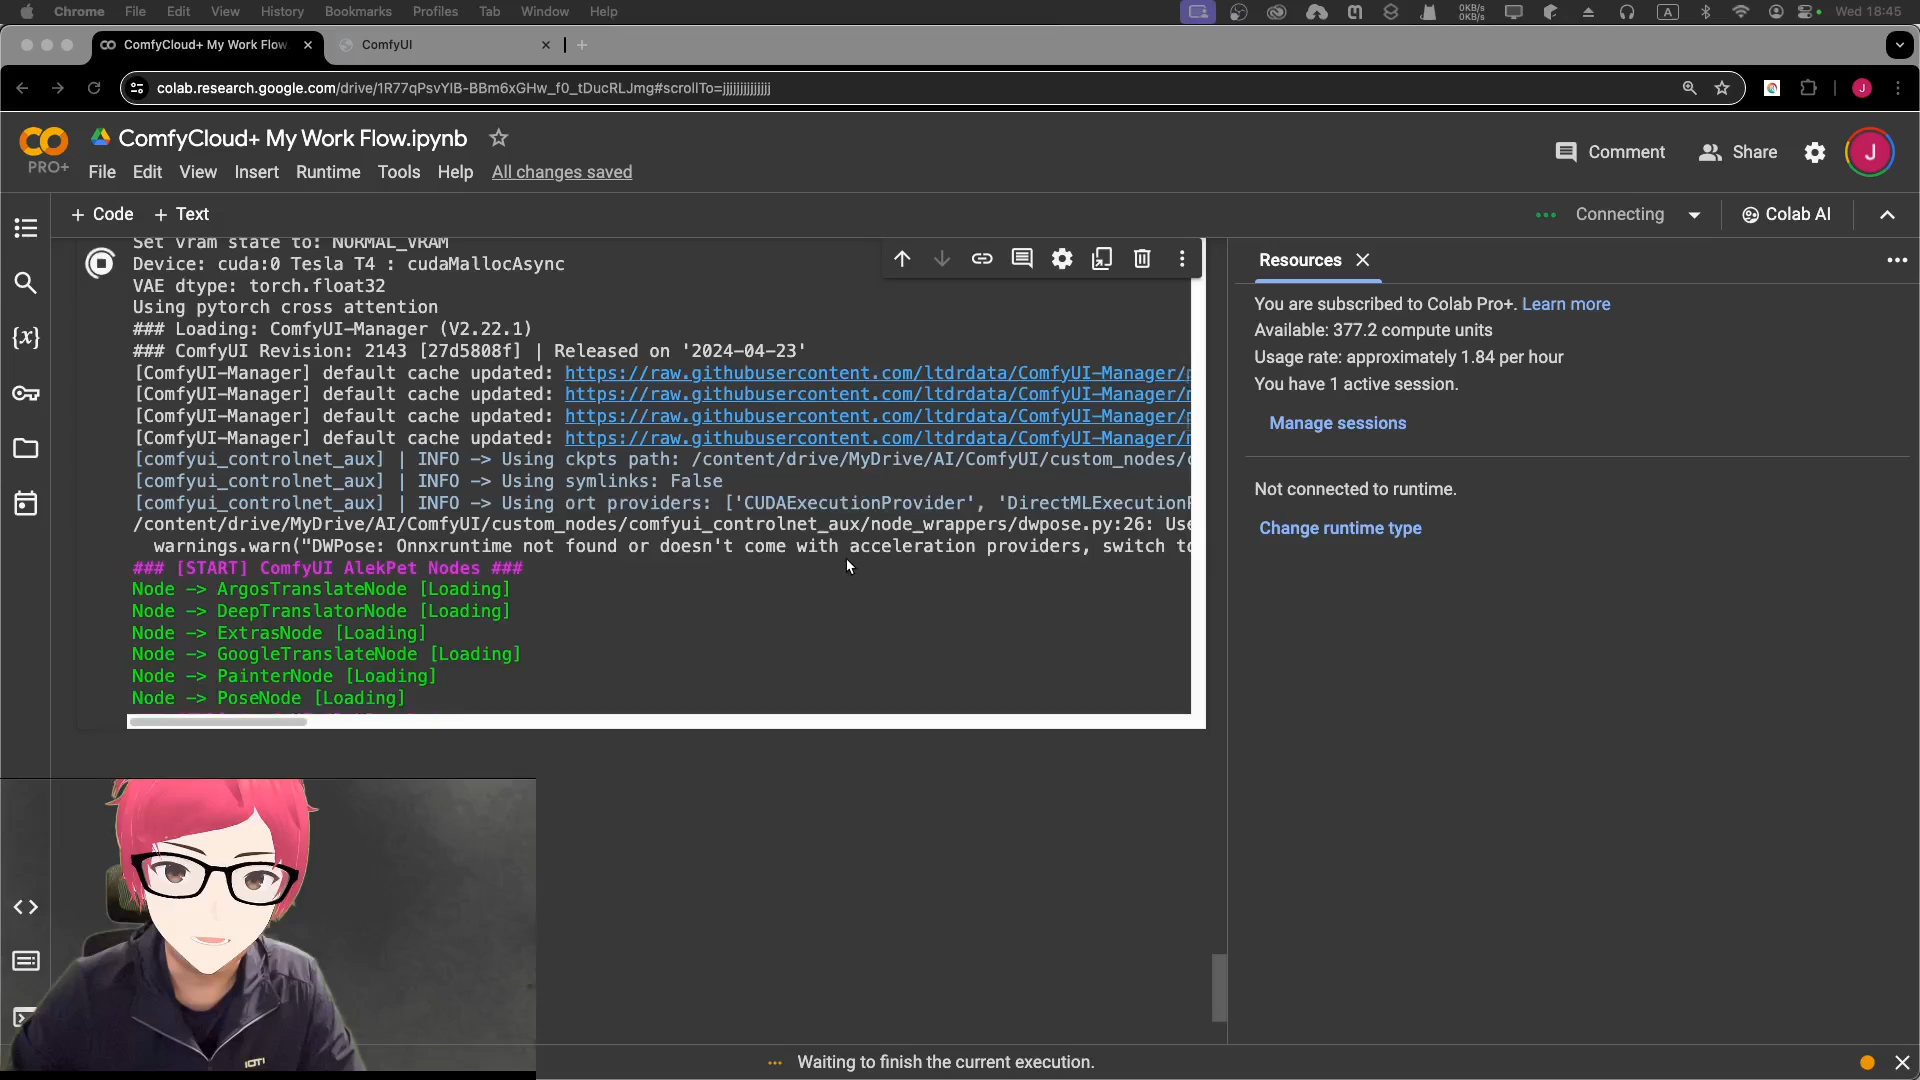 Chrome File Edit View History Bookmarks Profiles Tab Window Help 0KB/s 0KB/s A Wed 18:45
ComfyCloud+ My Work Flow. ComfyUI
colab.research.google.com/drive/1R77qPsvYIB-BBm6xGHw_f0_tDucRLJmg#scrollTo=jjjjjjjjjjjjjj J
ComfyCloud+ My Work Flow.ipynb
PRO+
File Edit View Insert Runtime Tools Help All changes saved
Comment Share J
+ Code + Text Connecting Colab AI
Set vram state to: NORMAL_VRAM
Device: cuda:0 Tesla T4 : cudaMallocAsync
VAE dtype: torch.float32
Using pytorch cross attention
### Loading: ComfyUI-Manager (V2.22.1)
### ComfyUI Revision: 2143 [27d5808f] | Released on '2024-04-23'
[ComfyUI-Manager] default cache updated: https://raw.githubusercontent.com/ltdrdata/ComfyUI-Manager/
[ComfyUI-Manager] default cache updated: https://raw.githubusercontent.com/ltdrdata/ComfyUI-Manager/
[ComfyUI-Manager] default cache updated: https://raw.githubusercontent.com/ltdrdata/ComfyUI-Manager/
[ComfyUI-Manager] default cache updated: https://raw.githubusercontent.com/ltdrdata/ComfyUI-Manager/
[comfyui_controlnet_aux] | INFO -> Using ckpts path: /content/drive/MyDrive/AI/ComfyUI/custom_nodes/
[comfyui_controlnet_aux] | INFO -> Using symlinks: False
[comfyui_controlnet_aux] | INFO -> Using ort providers: ['CUDAExecutionProvider', 'DirectMLExecution
/content/drive/MyDrive/AI/ComfyUI/custom_nodes/comfyui_controlnet_aux/node_wrappers/dwpose.py:26: Use
warnings.warn("DWPose: Onnxruntime not found or doesn't come with acceleration providers, switch to
### [START] ComfyUI AlekPet Nodes ###
Node -> ArgosTranslateNode [Loading]
Node -> DeepTranslatorNode [Loading]
Node -> ExtrasNode [Loading]
Node -> GoogleTranslateNode [Loading]
Node -> PainterNode [Loading]
Node -> PoseNode [Loading]
Resources
You are subscribed to Colab Pro+. Learn more
Available: 377.2 compute units
Usage rate: approximately 1.84 per hour
You have 1 active session.
Manage sessions
Not connected to runtime.
Change runtime type
Waiting to finish the current execution.